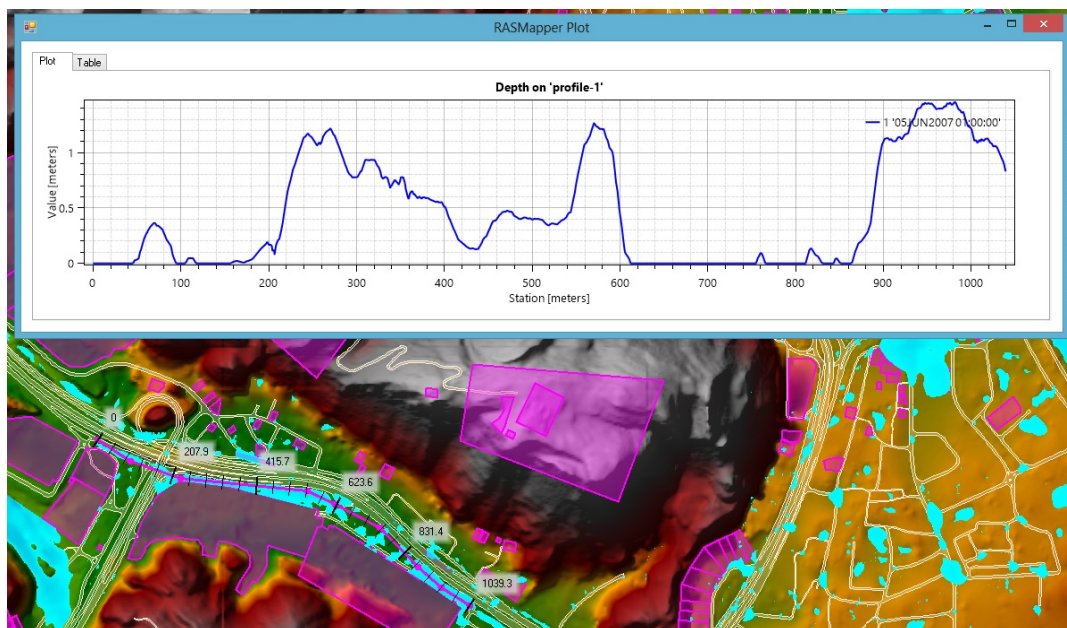 RASMapper Plot
Plot Table
Depth on 'profile-1'
1 '05JUN2007 01:00:00'
Value [meters]
1
0.5
0
0 100 200 300 400 500 600 700 800 900 1000
Station [meters]
0
207.9
415.7
623.6
831.4
1039.3